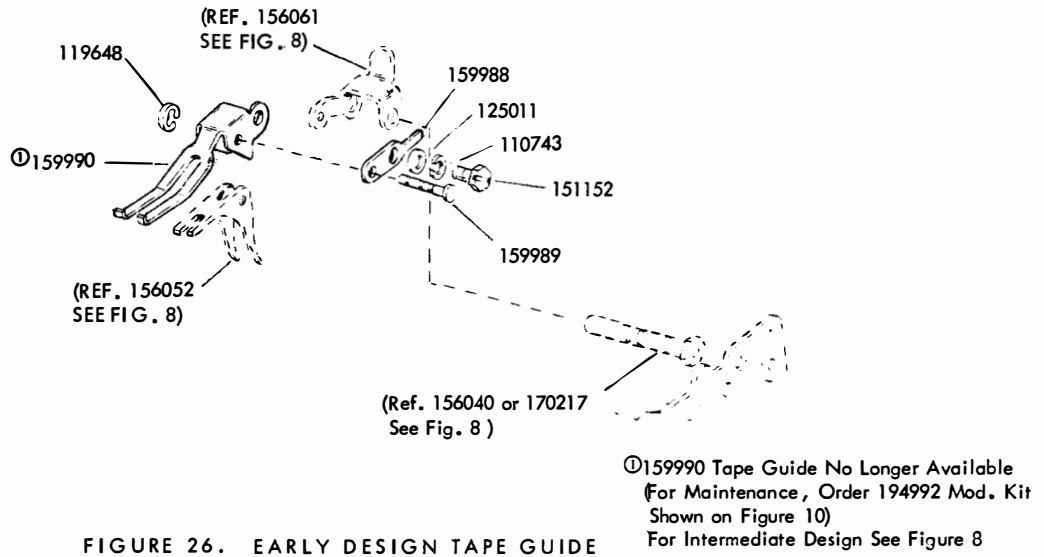 (REF. 156061
SEE FIG. 8)
119648
159988
125011
110743
①159990
151152
159989
(REF. 156052
SEE FIG. 8)
(Ref. 156040 or 170217
See Fig. 8 )
①159990 Tape Guide No Longer Available
(For Maintenance, Order 194992 Mod. Kit
Shown on Figure 10)
For Intermediate Design See Figure 8
FIGURE 26. EARLY DESIGN TAPE GUIDE